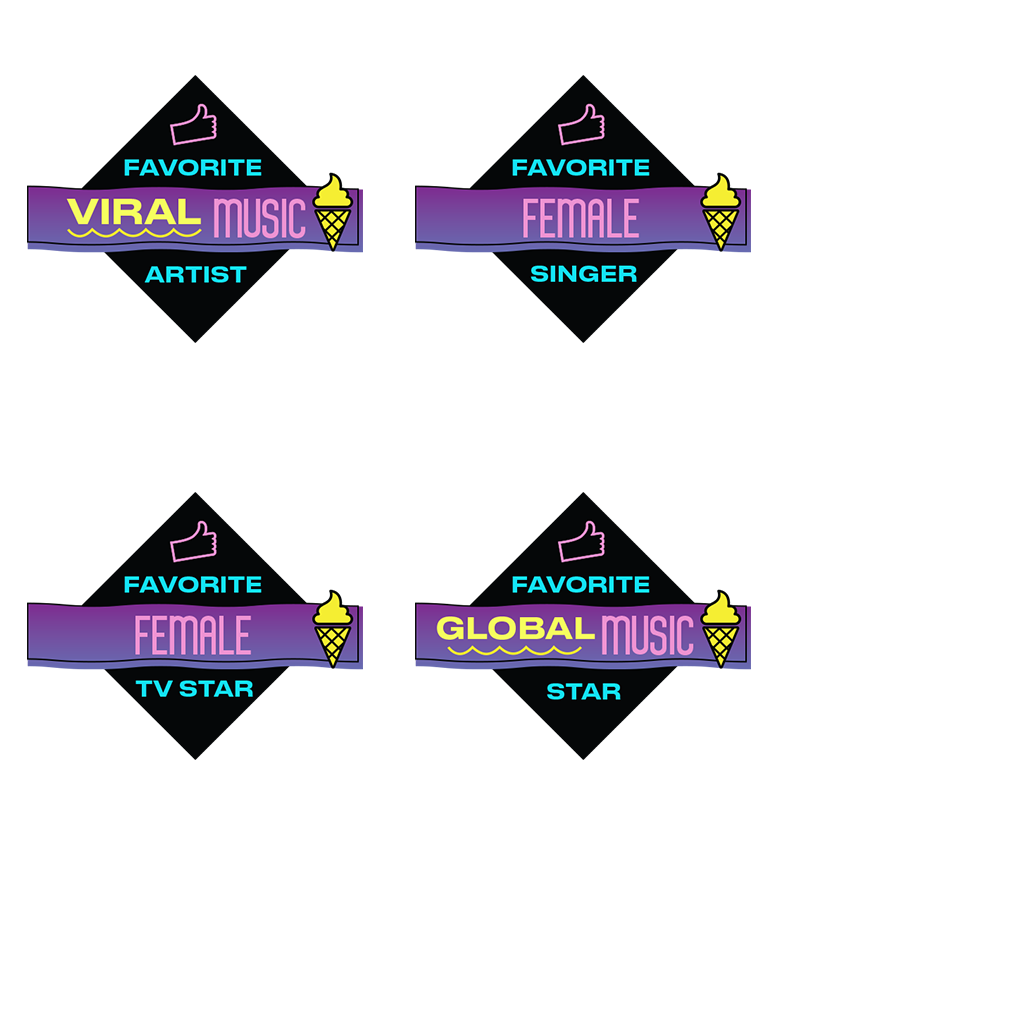 FAVORITE
VIRAL MUSIC
ARTIST
FAVORITE
FEMALE
SINGER
FAVORITE
FEMALE
TV STAR
FAVORITE
GLOBAL MUSIC
STAR